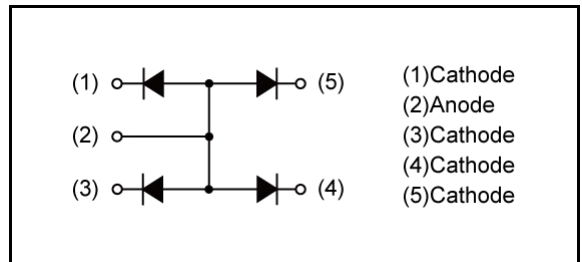 (1) (5) (1)Cathode
(2) (2)Anode
(3)Cathode
(3) (4) (4)Cathode
(5)Cathode